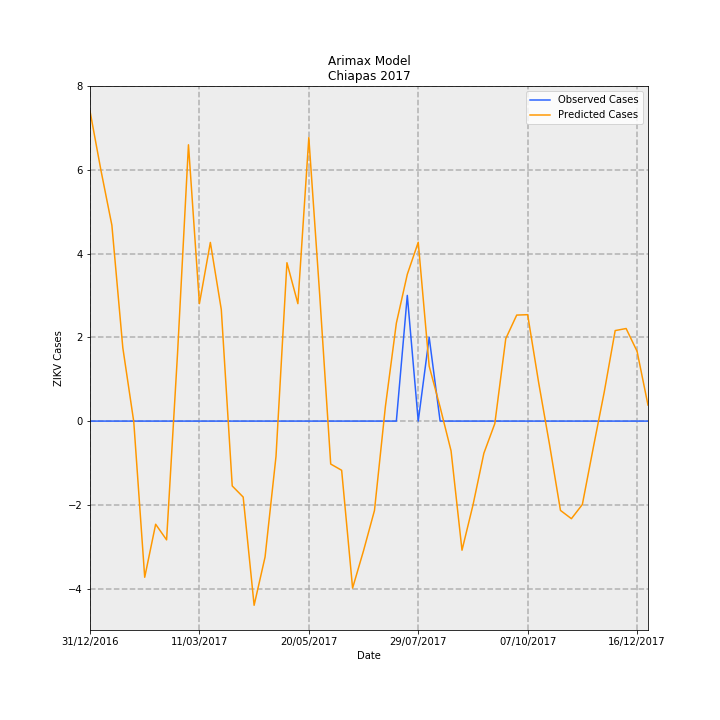 Arimax Model
Chiapas 2017
Observed Cases
Predicted Cases
8
6
4
2
0
−2
−4
ZIKV Cases
31/12/2016
11/03/2017
20/05/2017
29/07/2017
07/10/2017
16/12/2017
Date